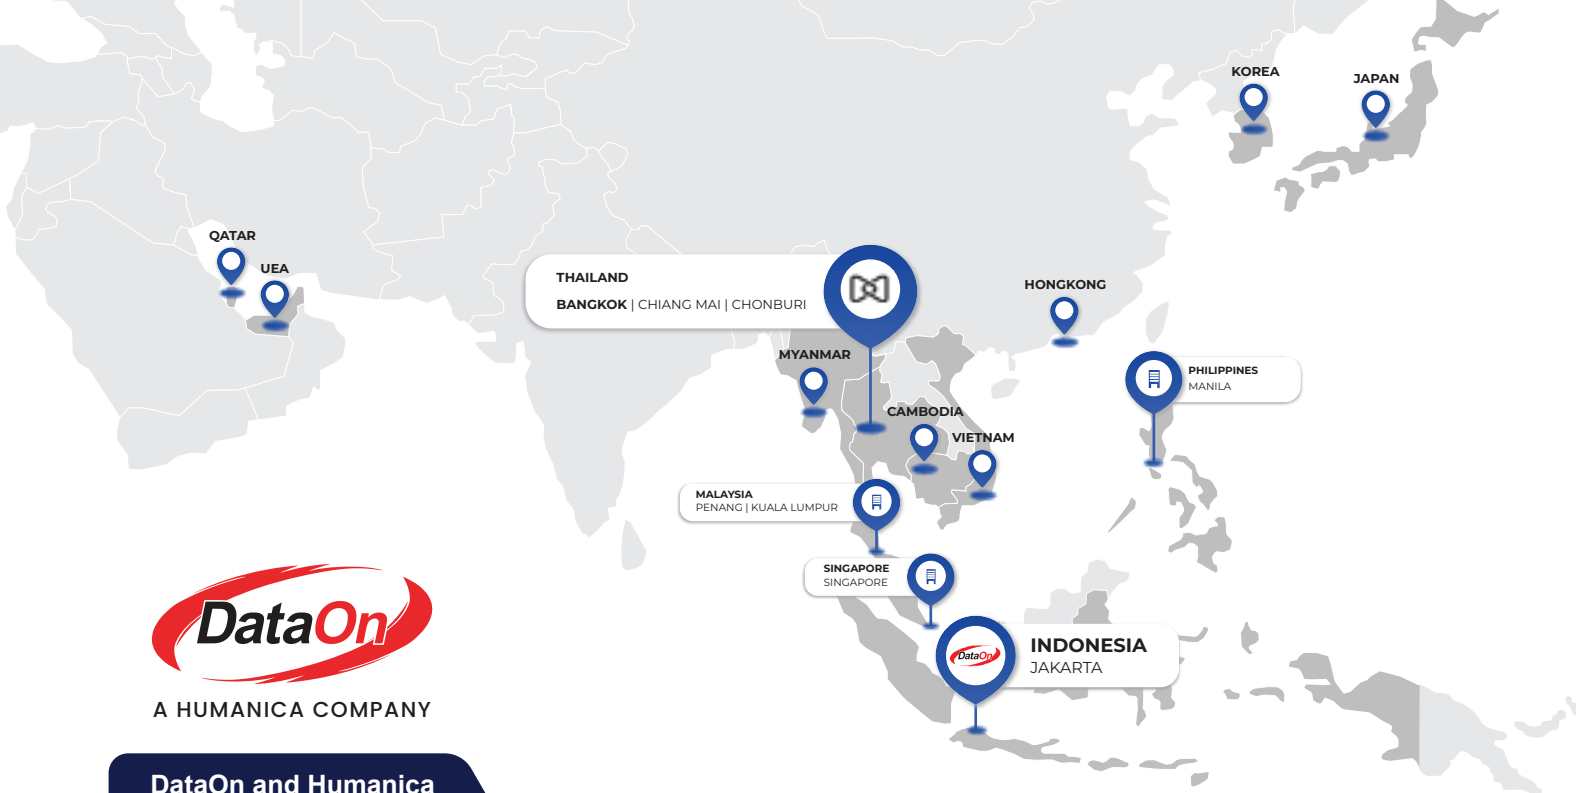 KOREA
JAPAN
QATAR
UEA
THAILAND
BANGKOK | CHIANG MAI | CHONBURI
HONGKONG
MYANMAR
PHILIPPINES
MANILA
CAMBODIA
VIETNAM
MALAYSIA
PENANG | KUALA LUMPUR
SINGAPORE
SINGAPORE
DataOn
INDONESIA
JAKARTA
DataOn
A HUMANICA COMPANY
DataOn and Humanica